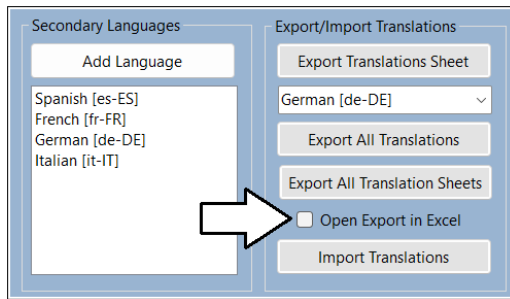 Secondary Languages
Add Language
Spanish [es-ES]
French [fr-FR]
German [de-DE]
Italian [it-IT]
Export/Import Translations
Export Translations Sheet
German [de-DE]
Export All Translations
Export All Translation Sheets
Open Export in Excel
Import Translations